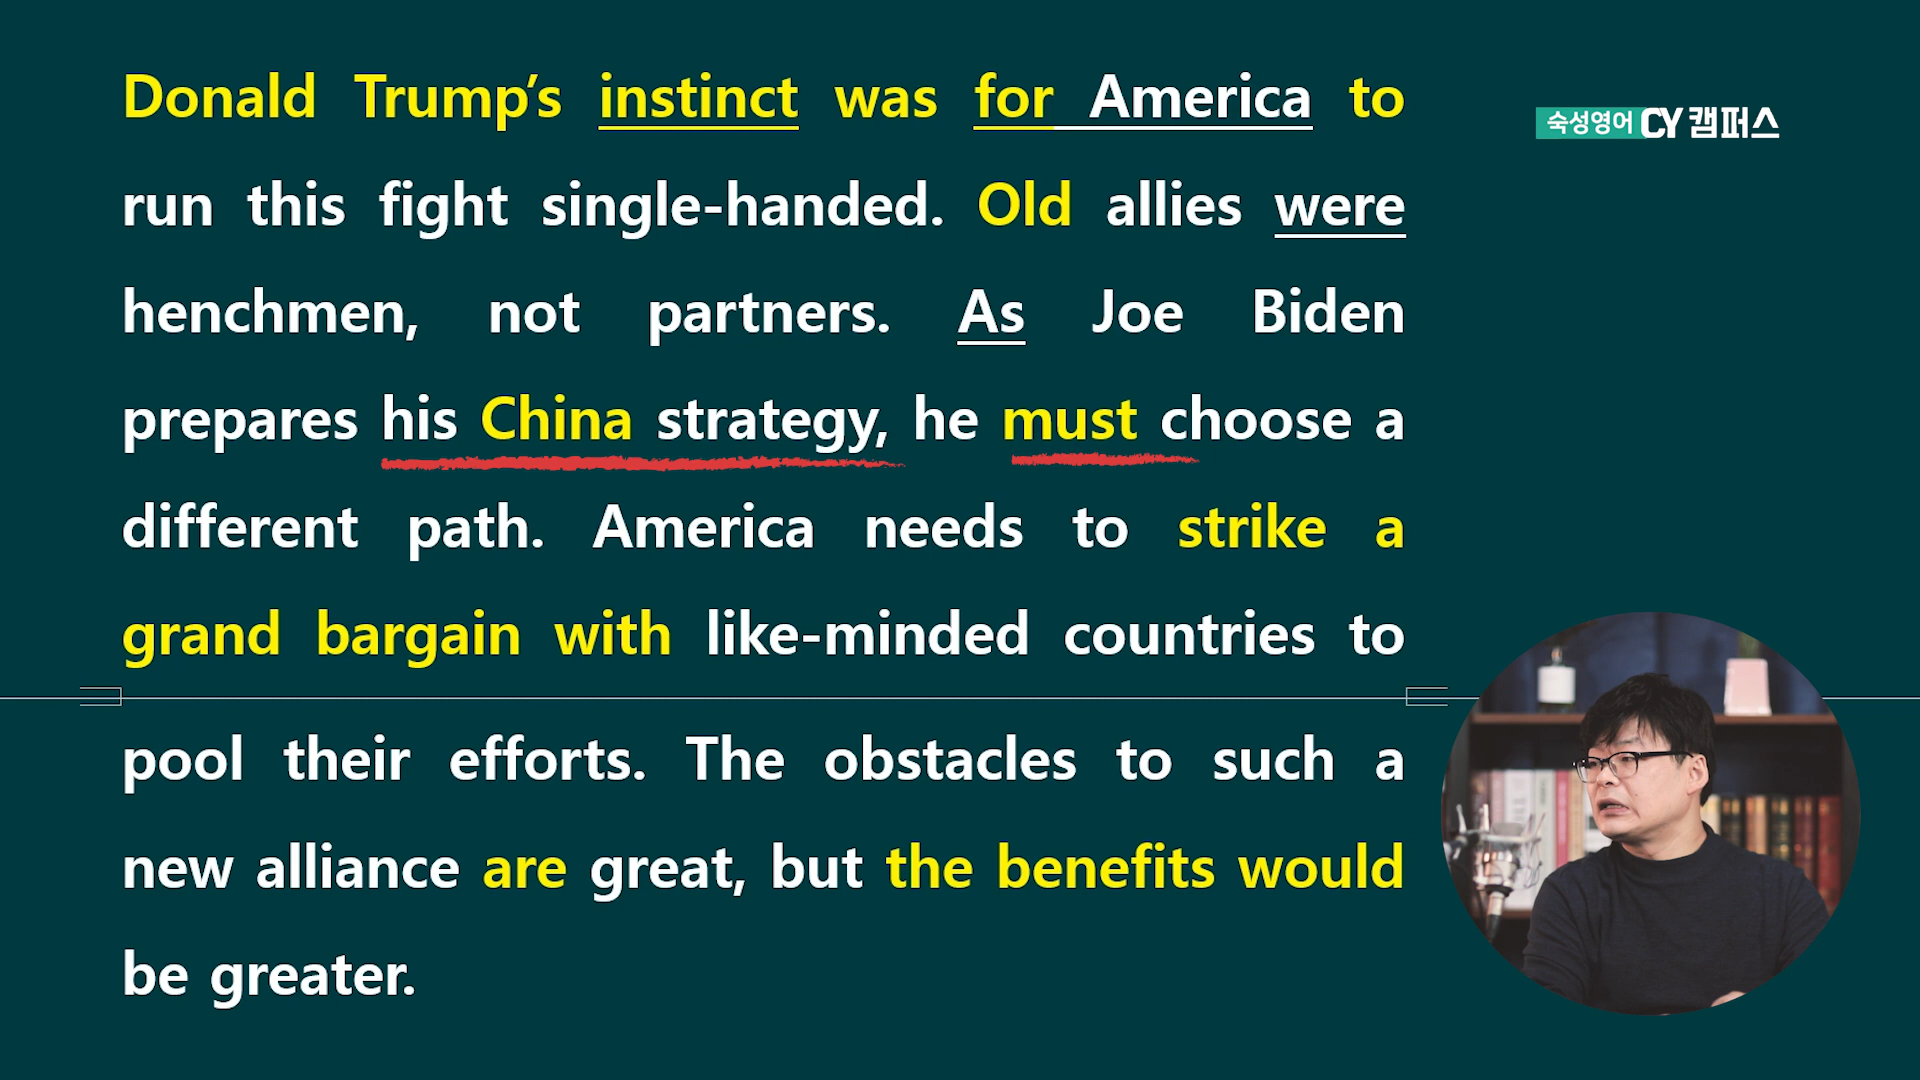 Donald Trump’s instinct was for America to
run this fight single-handed. Old allies were
henchmen, not partners. As Joe Biden
prepares his China strategy, he must choose a
different path. America needs to strike a
grand bargain with like-minded countries to
pool their efforts. The obstacles to such a
new alliance are great, but the benefits would
be greater.
숙성영어 CY캠퍼스